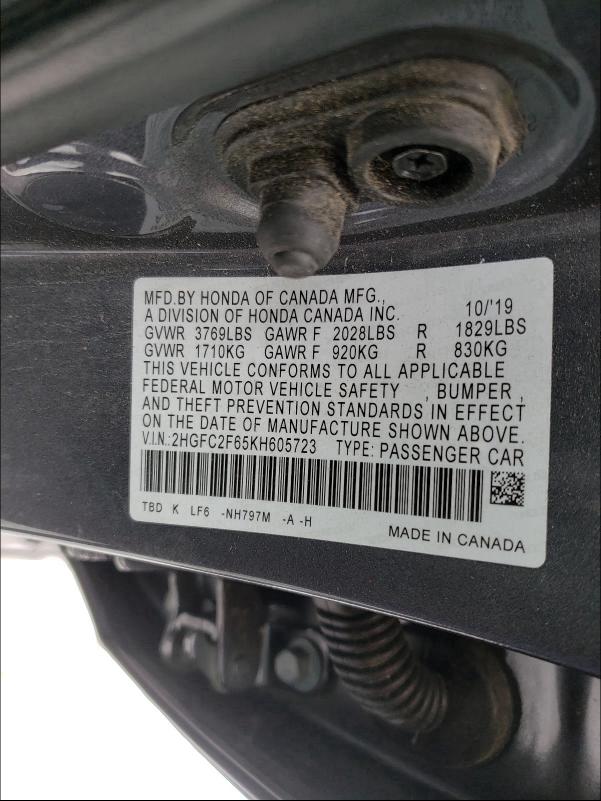 MFD.BY HONDA OF CANADA MFG.,
A DIVISION OF HONDA CANADA INC. 10/'19
GVWR 3769LBS GAWR F 2028LBS R 1829LBS
GVWR 1710KG GAWR F 920KG R 830KG
THIS VEHICLE CONFORMS TO ALL APPLICABLE
FEDERAL MOTOR VEHICLE SAFETY , BUMPER ,
AND THEFT PREVENTION STANDARDS IN EFFECT
ON THE DATE OF MANUFACTURE SHOWN ABOVE.
V.I.N.:2HGFC2F65KH605723 TYPE: PASSENGER CAR
TBD K LF6 -NH797M -A -H
MADE IN CANADA